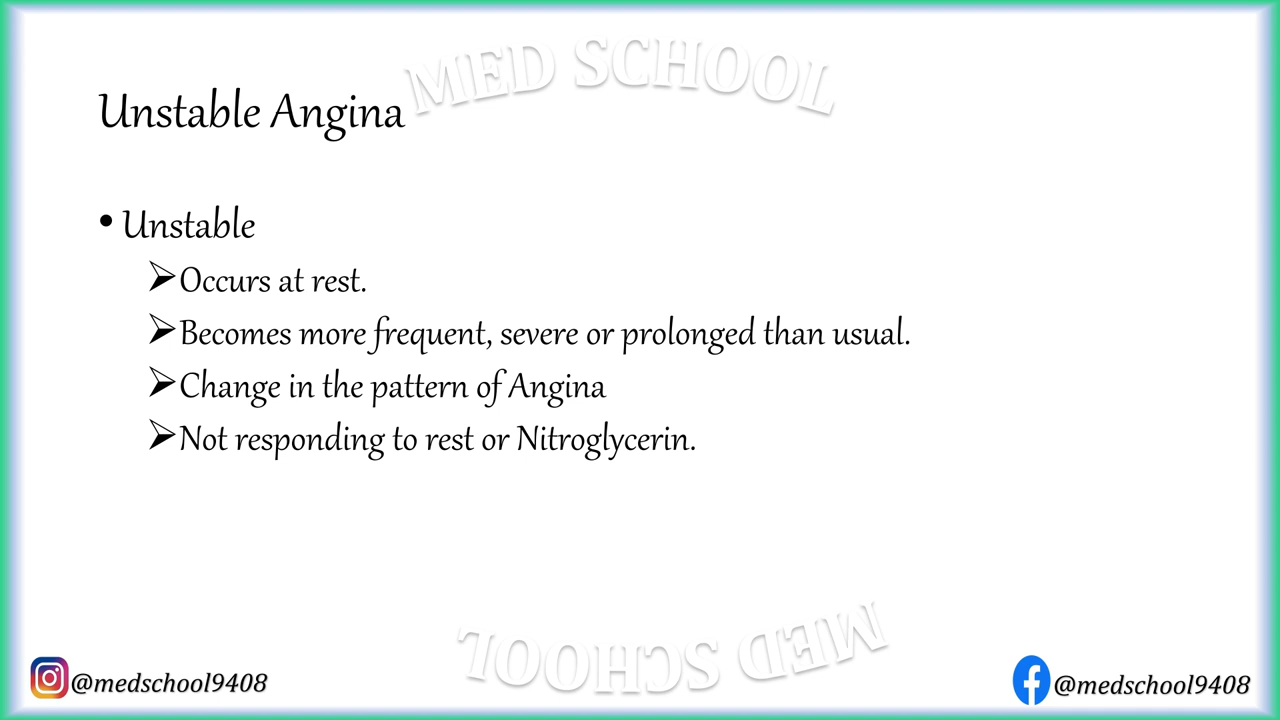 MED SCHOOL
Unstable Angina
• Unstable
➢Occurs at rest.
➢Becomes more frequent, severe or prolonged than usual.
➢Change in the pattern of Angina
➢Not responding to rest or Nitroglycerin.
MED SCHOOL
@medschool9408
@medschool9408